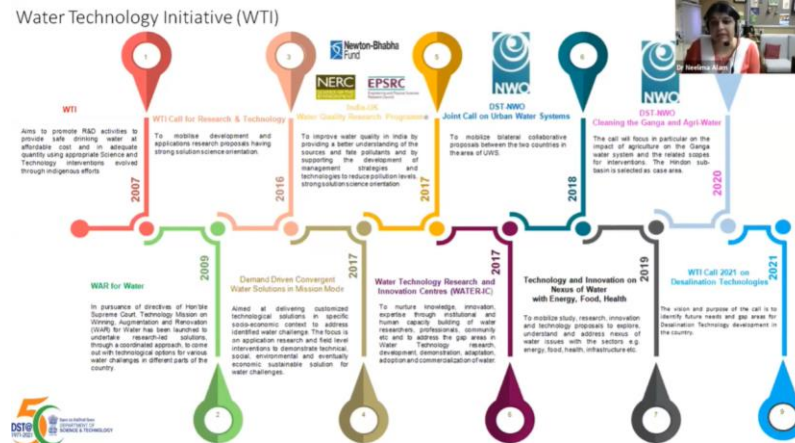 Water Technology Initiative (WTI)
Dr Neelima Alam
1
WTI
Aims to promote R&D activities to
provide safe drinking water at
affordable cost and in adequate
quantity using appropriate Science and
Technology interventions evolved
through indigenous efforts
2007
3
WTI Call for Research & Technology
To mobilise development and
applications research proposals having
strong solution science orientation.
2016
Newton-Bhabha
Fund
NERC
EPSRC
India-UK
Water Quality Research Programme
To improve water quality in India by
providing a better understanding of the
sources and fate pollutants and by
supporting the development of
management strategies and
technologies to reduce pollution levels,
strong solution science orientation
5
2017
NWO
DST-NWO
Joint Call on Urban Water Systems
To mobilize bilateral collaborative
proposals between the two countries in
the area of UWS.
2018
NWO
DST-NWO
Cleaning the Ganga and Agri-Water
The call will focus in particular on the
impact of agriculture on the Ganga
water system and the related scopes
for interventions. The Hindon sub-
basin is selected as case area.
2020
WAR for Water
In pursuance of directives of Hon'ble
Supreme Court, Technology Mission on
Winning, Augmentation and Renovation
(WAR) for Water has been launched to
undertake research-led solutions,
through a coordinated approach, to come
out with technological options for various
water challenges in different parts of the
country.
2009
2
Demand Driven Convergent
Water Solutions in Mission Mode
Aimed at delivering customized
technological solutions in specific
socio-economic context to address
identified water challenge. The focus is
on application research and field level
interventions to demonstrate technical,
social, environmental and eventually
economic sustainable solution for
water challenges.
2017
4
Water Technology Research and
Innovation Centres (WATER-IC)
To nurture knowledge, innovation,
expertise through institutional and
human capacity building of water
researchers, professionals, community
etc and to address the gap areas in
Water Technology research,
development, demonstration, adaptation,
adoption and commercialization of water.
2017
6
Technology and Innovation on
Nexus of Water
with Energy, Food, Health
To mobilize study, research, innovation
and technology proposals to explore,
understand and address nexus of
water issues with the sectors e.g.
energy, food, health, infrastructure etc.
2019
7
WTI Call 2021 on
Desalination Technologies
The vision and purpose of the call is to
identify future needs and gap areas for
Desalination Technology development in
the country.
2021
9
DST@
1971-2021
DEPARTMENT OF
SCIENCE & TECHNOLOGY